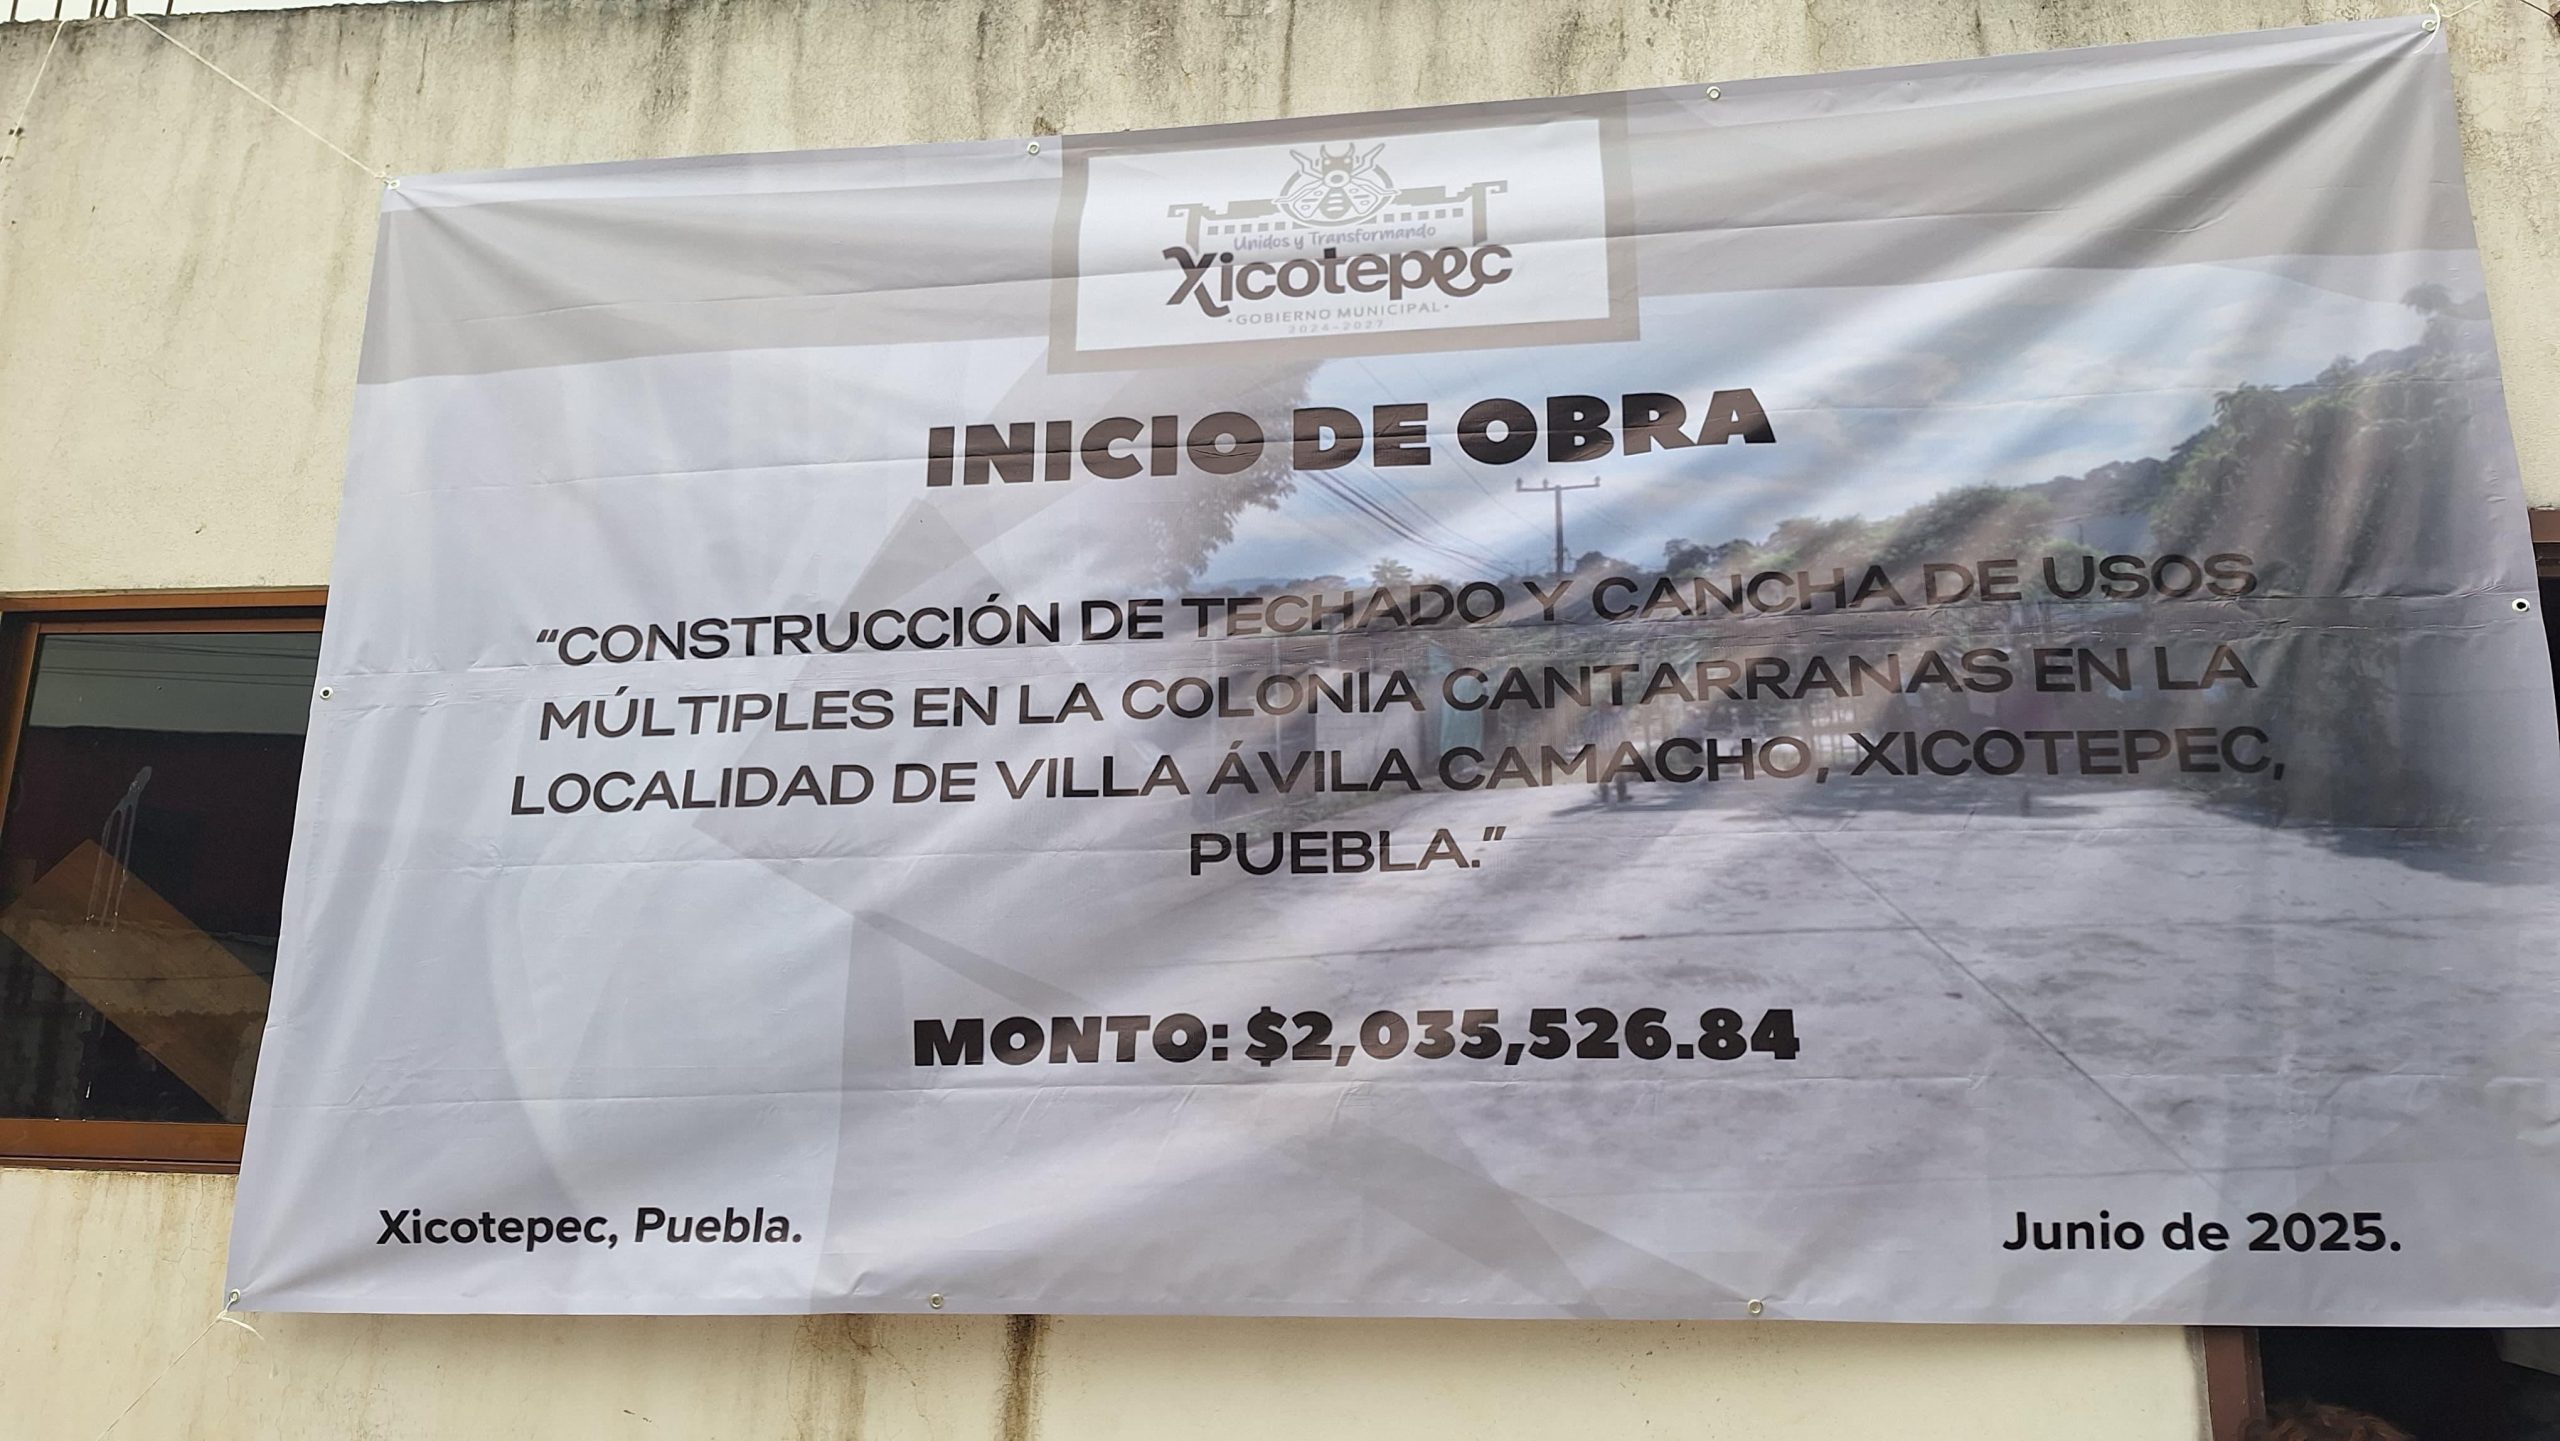 Unidos y Transformando
Xicotepec
·GOBIERNO MUNICIPAL·
2024-2027
INICIO DE OBRA
“CONSTRUCCIÓN DE TECHADO Y CANCHA DE USOS
MÚLTIPLES EN LA COLONIA CANTARRANAS EN LA
LOCALIDAD DE VILLA ÁVILA CAMACHO, XICOTEPEC,
PUEBLA.”
MONTO: $2,035,526.84
Xicotepec, Puebla.
Junio de 2025.